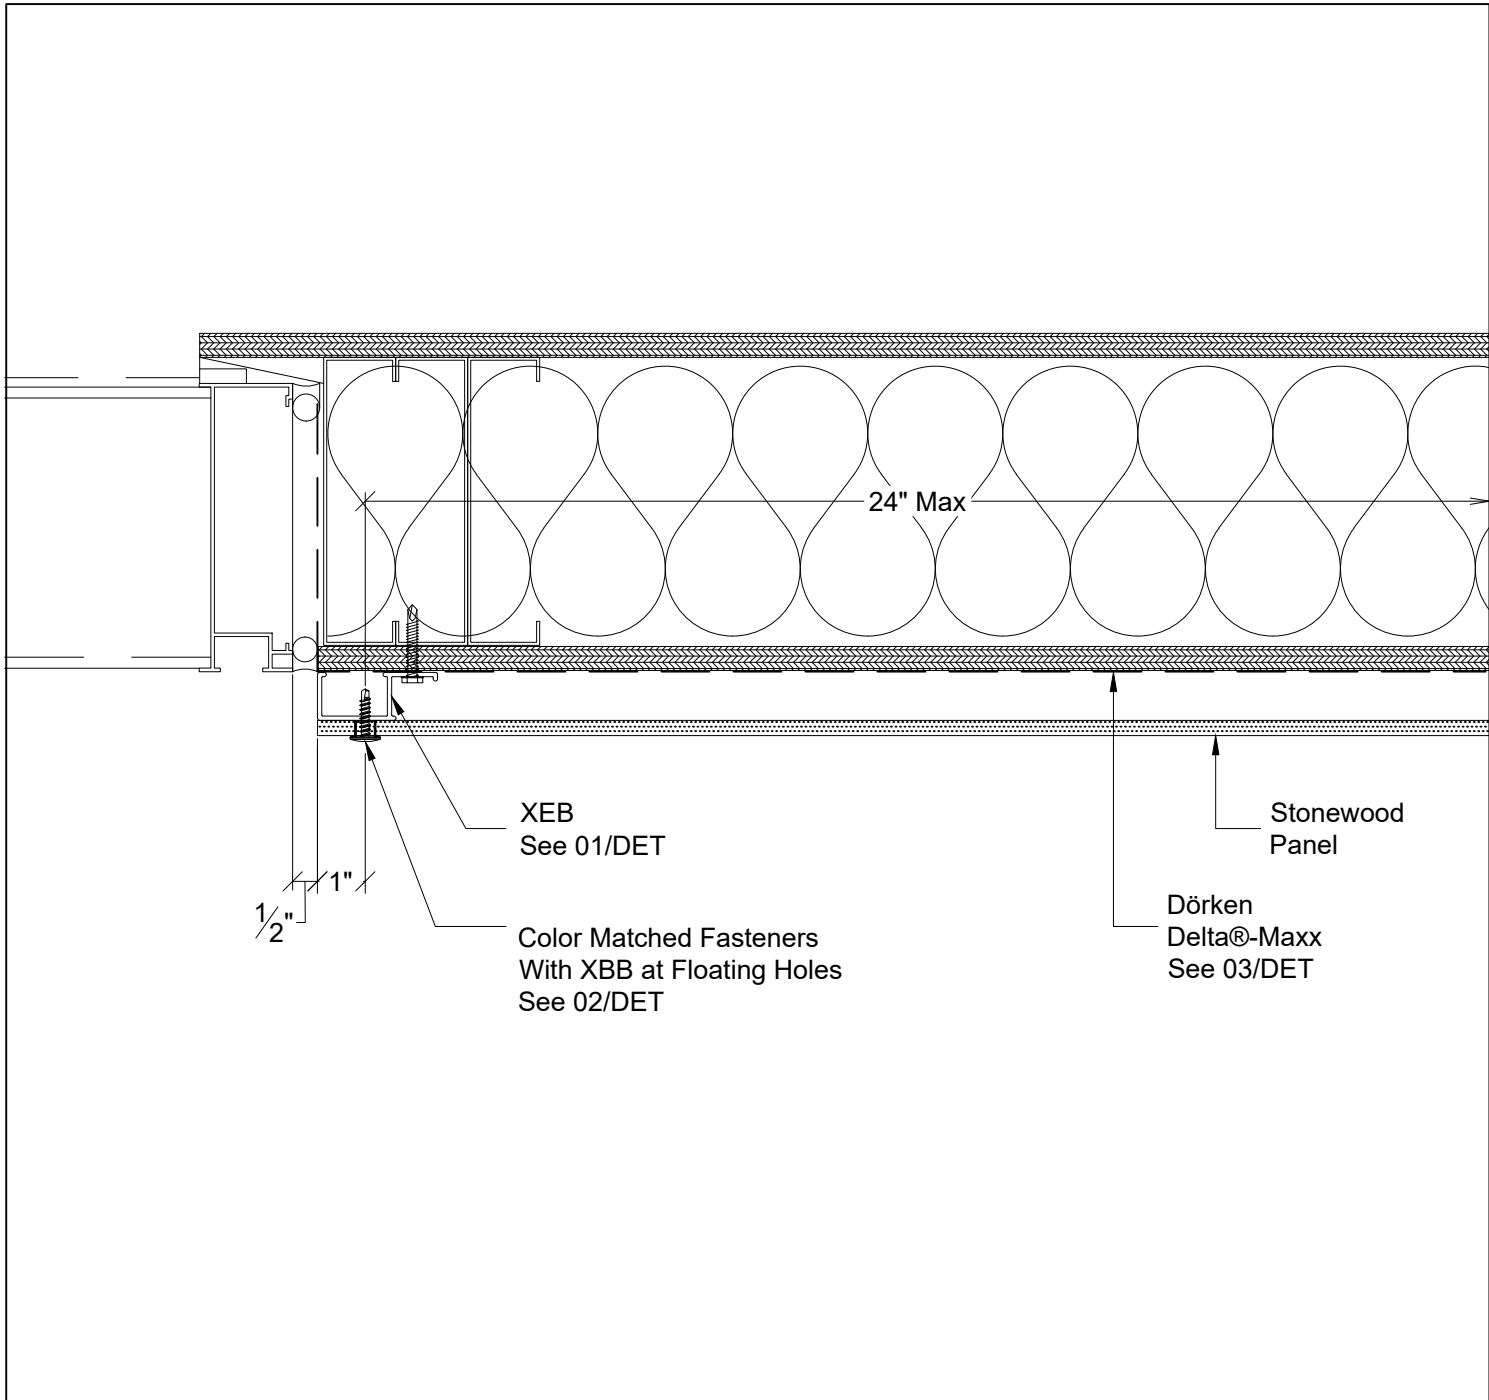 24" Max
XEB
See 01/DET
Stonewood
Panel
1"
1/2"
Dörken
Delta®-Maxx
See 03/DET
Color Matched Fasteners
With XBB at Floating Holes
See 02/DET